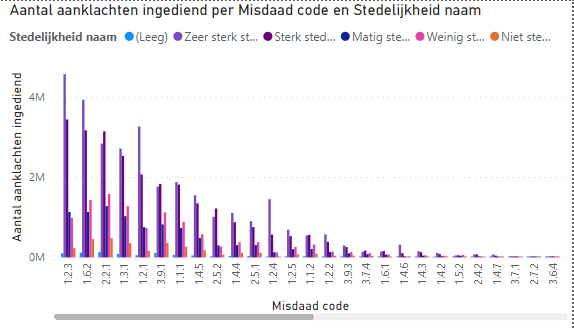 Aantal aanklachten ingediend per Misdaad code en Stedelijkheid naam
Stedelijkheid naam (Leeg) Zeer sterk st... Sterk sted... Matig ste... Weinig st... Niet ste...
Aantal aanklachten ingediend
4M
2M
0M
1.2.3 1.6.2 2.2.1 1.3.1 1.2.1 3.9.1 1.1.1 1.4.5 2.5.2 1.4.4 2.5.1 1.2.4 1.2.5 1.1.2 1.2.2 3.9.3 3.7.4 1.6.1 1.4.6 1.4.3 1.4.2 1.5.2 2.4.2 1.4.7 3.7.1 2.7.2 3.6.4
Misdaad code